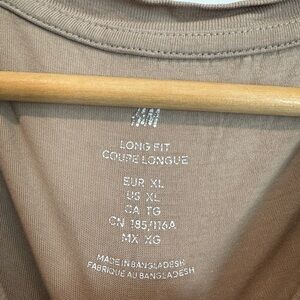 H&M
LONG FIT
COUPE LONGUE
EUR XL
US XL
CA TG
CN 185/116A
MX XG
MADE IN BANGLADESH
FABRIQUE AU BANGLADESH